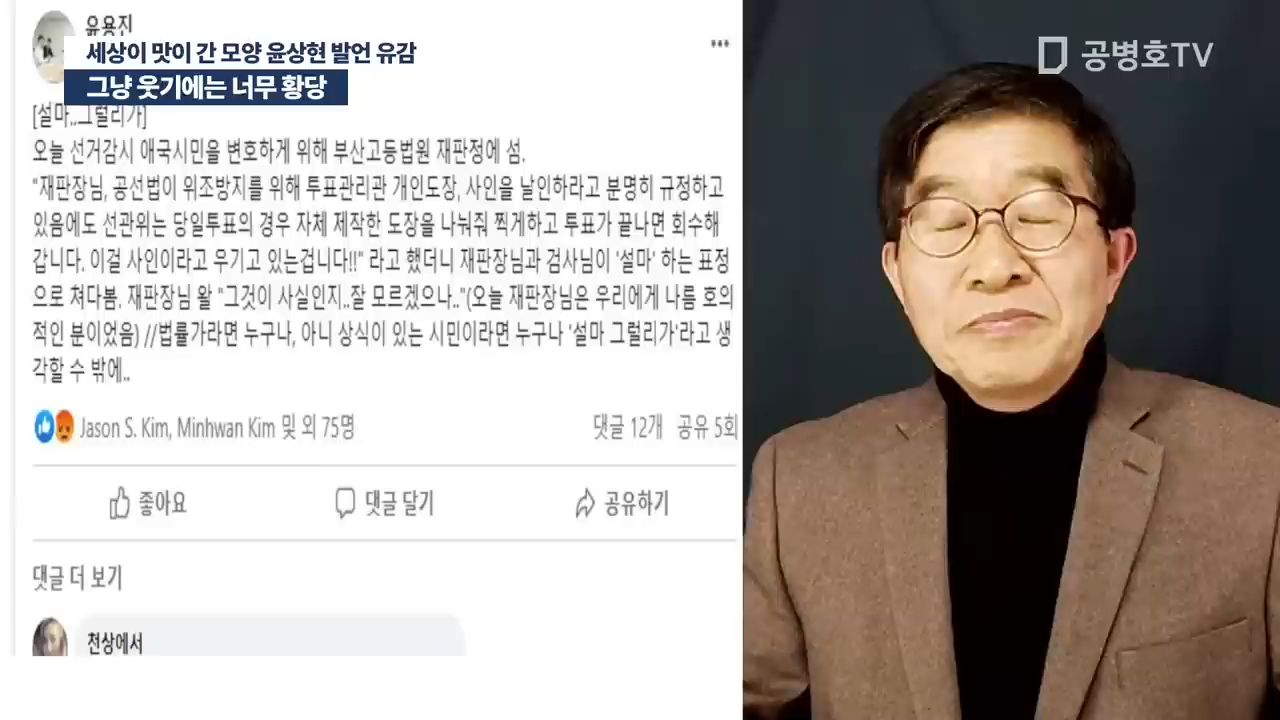 윤용진
세상이 맛이 간 모양 윤상현 발언 유감
그냥 웃기에는 너무 황당
공병호TV
[설마..그럴리가]
오늘 선거감시 애국시민을 변호하게 위해 부산고등법원 재판정에 섬.
"재판장님, 공선법이 위조방지를 위해 투표관리관 개인도장, 사인을 날인하라고 분명히 규정하고
있음에도 선관위는 당일투표의 경우 자체 제작한 도장을 나눠줘 찍게하고 투표가 끝나면 회수해
갑니다. 이걸 사인이라고 우기고 있는겁니다!!" 라고 했더니 재판장님과 검사님이 '설마' 하는 표정
으로 쳐다봄. 재판장님 왈 "그것이 사실인지..잘 모르겠으나.."(오늘 재판장님은 우리에게 나름 호의
적인 분이었음) //법률가라면 누구나, 아니 상식이 있는 시민이라면 누구나 '설마 그럴리가'라고 생
각할 수 밖에..
Jason S. Kim, Minhwan Kim 및 외 75명
댓글 12개 공유 5회
좋아요 댓글 달기 공유하기
댓글 더 보기
천상에서